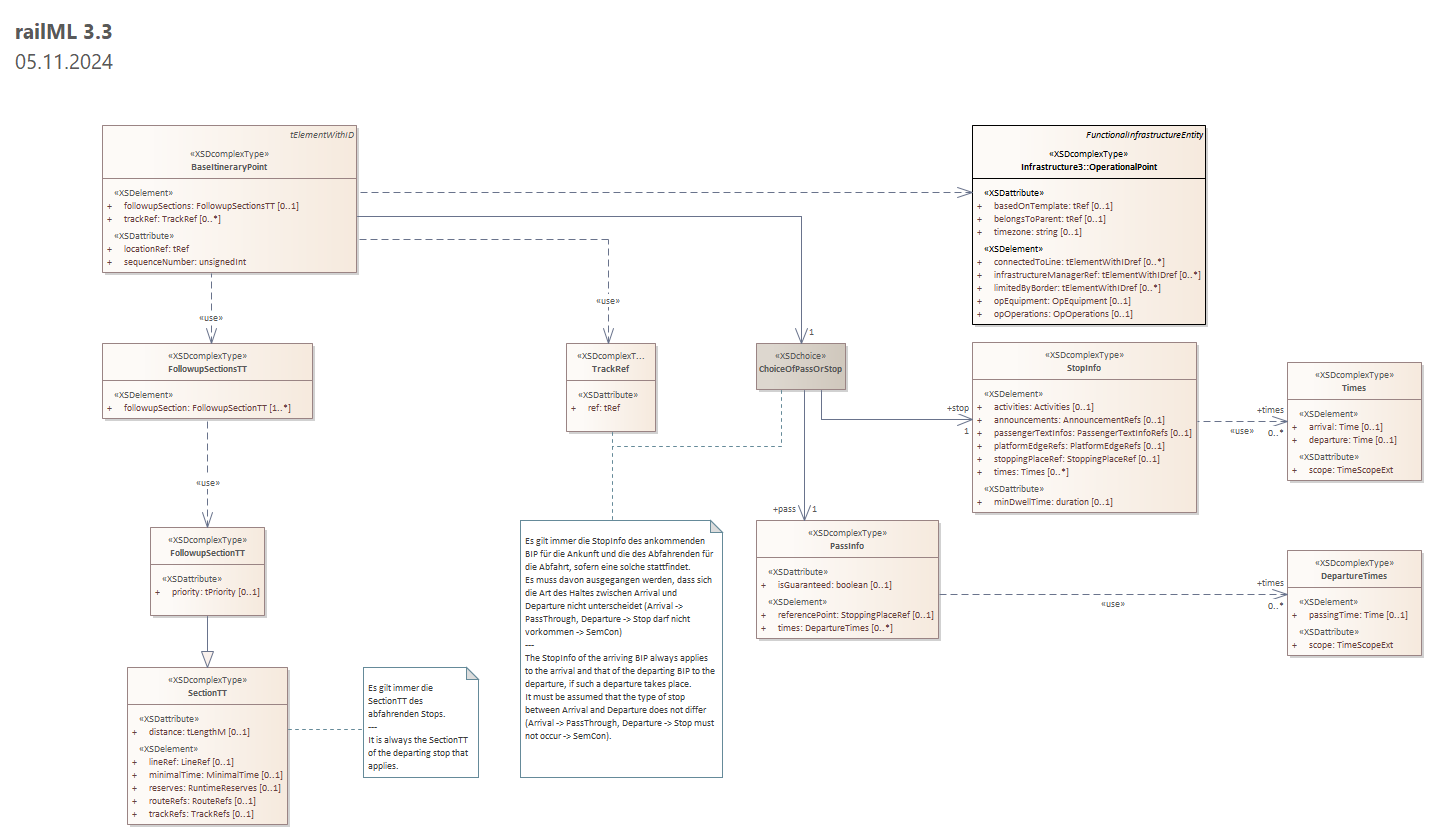 railML 3.3
05.11.2024
tElementWithID
«XSDcomplexType»
BaseItineraryPoint
«XSDelement»
+ followupSections: FollowupSectionsTT [0..1]
+ trackRef: TrackRef [0..*]
«XSDattribute»
+ locationRef: tRef
+ sequenceNumber: unsignedInt
FunctionalInfrastructureEntity
«XSDcomplexType»
Infrastructure3::OperationalPoint
«XSDattribute»
+ basedOnTemplate: tRef [0..1]
+ belongsToParent: tRef [0..1]
+ timezone: string [0..1]
«XSDelement»
+ connectedToLine: tElementWithIDref [0..*]
+ infrastructureManagerRef: tElementWithIDref [0..*]
+ limitedByBorder: tElementWithIDref [0..*]
+ opEquipment: OpEquipment [0..1]
+ opOperations: OpOperations [0..1]
«use»
«use»
1
«XSDcomplexType»
FollowupSectionsTT
«XSDelement»
+ followupSection: FollowupSectionTT [1..*]
«XSDcomplexT...
TrackRef
«XSDattribute»
+ ref: tRef
«XSDchoice»
ChoiceOfPassOrStop
+stop
1
«XSDcomplexType»
StopInfo
«XSDelement»
+ activities: Activities [0..1]
+ announcements: AnnouncementRefs [0..1]
+ passengerTextInfos: PassengerTextInfoRefs [0..1]
+ platformEdgeRefs: PlatformEdgeRefs [0..1]
+ stoppingPlaceRef: StoppingPlaceRef [0..1]
+ times: Times [0..*]
«XSDattribute»
+ minDwellTime: duration [0..1]
+times
«use»
0..*
«XSDcomplexType»
Times
«XSDelement»
+ arrival: Time [0..1]
+ departure: Time [0..1]
«XSDattribute»
+ scope: TimeScopeExt
«use»
+pass
1
«XSDcomplexType»
FollowupSectionTT
«XSDattribute»
+ priority: tPriority [0..1]
Es gilt immer die StopInfo des ankommenden
BIP für die Ankunft und die des Abfahrenden für
die Abfahrt, sofern eine solche stattfindet.
Es muss davon ausgegangen werden, dass sich
die Art des Haltes zwischen Arrival und
Departure nicht unterscheidet (Arrival ->
PassThrough, Departure -> Stop darf nicht
vorkommen -> SemCon)
---
The StopInfo of the arriving BIP always applies
to the arrival and that of the departing BIP to the
departure, if such a departure takes place.
It must be assumed that the type of stop
between Arrival and Departure does not differ
(Arrival -> PassThrough, Departure -> Stop must
not occur -> SemCon).
«XSDcomplexType»
PassInfo
«XSDattribute»
+ isGuaranteed: boolean [0..1]
«XSDelement»
+ referencePoint: StoppingPlaceRef [0..1]
+ times: DepartureTimes [0..*]
+times
«use»
0..*
«XSDcomplexType»
DepartureTimes
«XSDelement»
+ passingTime: Time [0..1]
«XSDattribute»
+ scope: TimeScopeExt
«XSDcomplexType»
SectionTT
«XSDattribute»
+ distance: tLengthM [0..1]
«XSDelement»
+ lineRef: LineRef [0..1]
+ minimalTime: MinimalTime [0..1]
+ reserves: RuntimeReserves [0..1]
+ routeRefs: RouteRefs [0..1]
+ trackRefs: TrackRefs [0..1]
Es gilt immer die
SectionTT des
abfahrenden Stops.
---
It is always the SectionTT
of the departing stop that
applies.